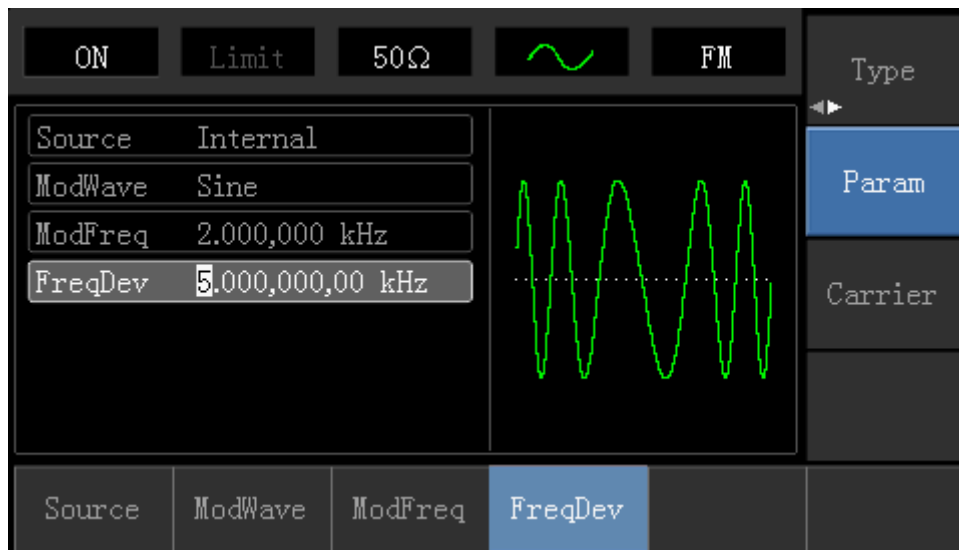 ON Limit 50Ω FM
Type
Source Internal
ModWave Sine
Param
ModFreq 2.000,000 kHz
FreqDev 5.000,000,00 kHz
Carrier
Source ModWave ModFreq FreqDev